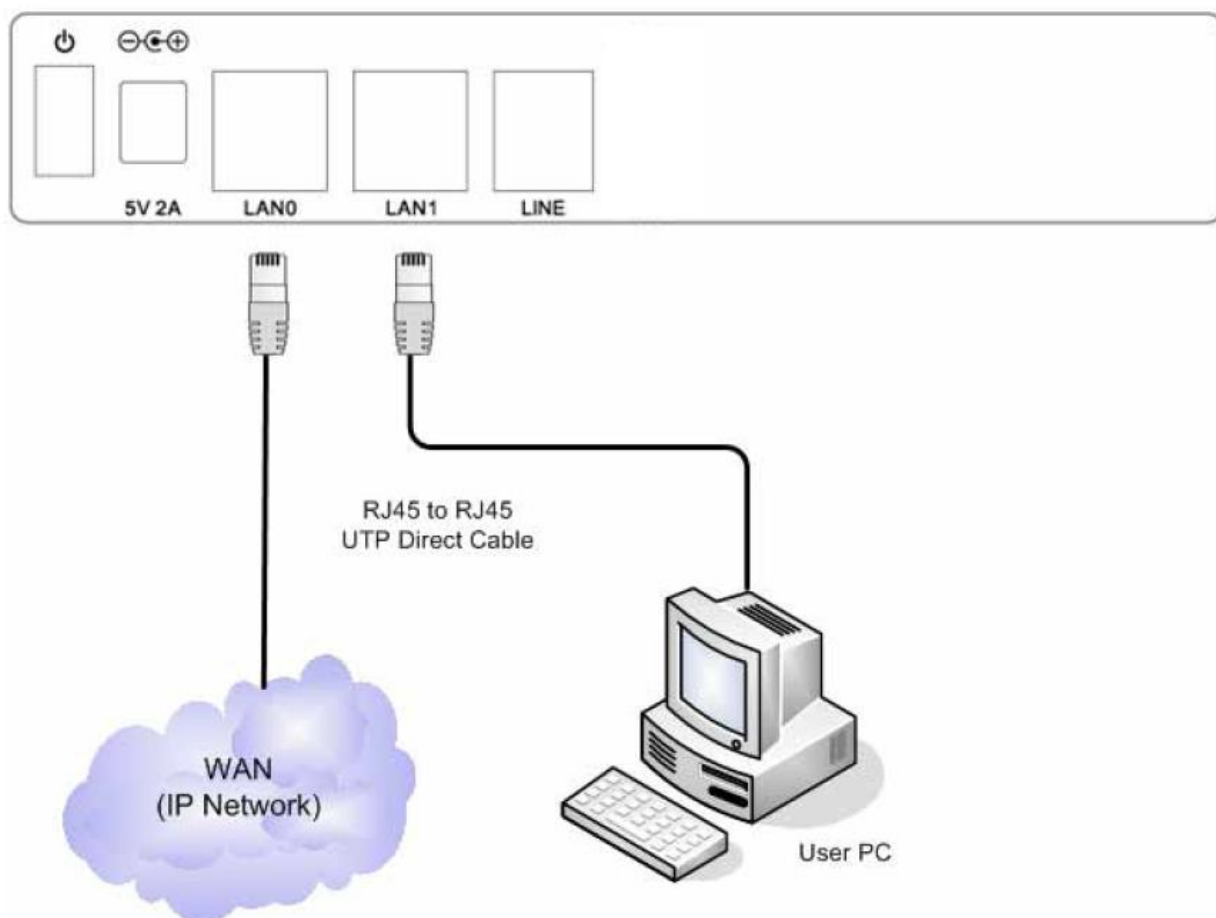 5V 2A
LAN0
LAN1
LINE
RJ45 to RJ45
UTP Direct Cable
WAN
(IP Network)
User PC